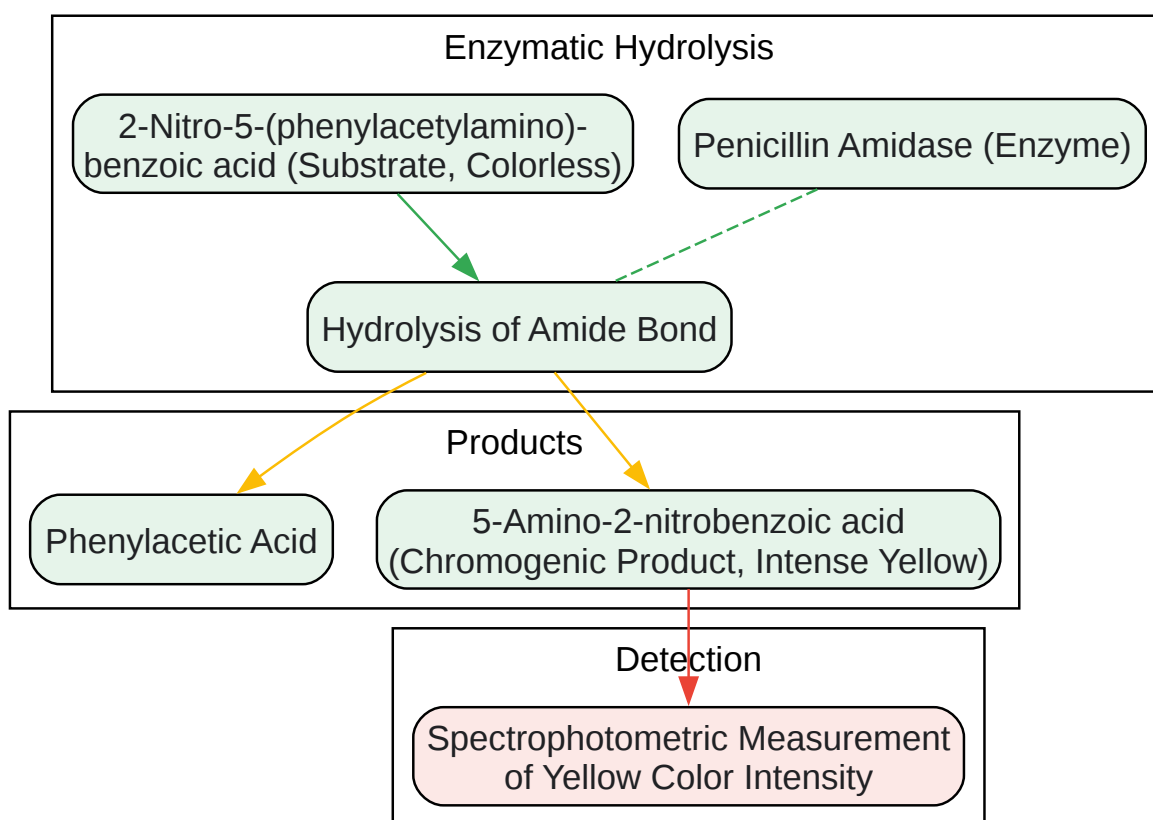 Enzymatic Hydrolysis
2-Nitro-5-(phenylacetylamino)-
benzoic acid (Substrate, Colorless)
Penicillin Amidase (Enzyme)
Hydrolysis of Amide Bond
Products
Phenylacetic Acid
5-Amino-2-nitrobenzoic acid
(Chromogenic Product, Intense Yellow)
Detection
Spectrophotometric Measurement
of Yellow Color Intensity